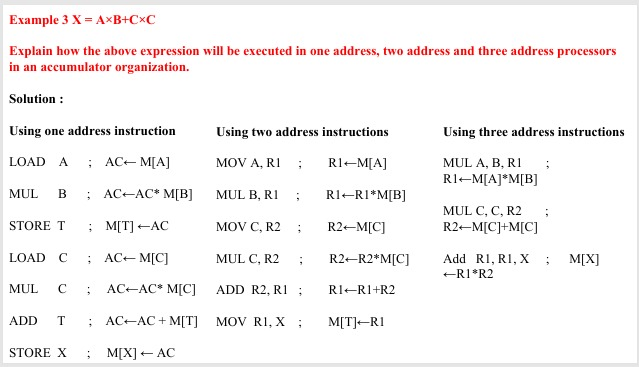 Example 3 X = A×B+C×C
Explain how the above expression will be executed in one address, two address and three address processors
in an accumulator organization.
Solution :
Using one address instruction
LOAD A ; AC← M[A]
MUL B ; AC←AC* M[B]
STORE T ; M[T] ←AC
LOAD C ; AC← M[C]
MUL C ; AC←AC* M[C]
ADD T ; AC←AC + M[T]
STORE X ; M[X] ← AC
Using two address instructions
MOV A, R1 ; R1←M[A]
MUL B, R1 ; R1←R1*M[B]
MOV C, R2 ; R2←M[C]
MUL C, R2 ; R2←R2*M[C]
ADD R2, R1 ; R1←R1+R2
MOV R1, X ; M[T]←R1
Using three address instructions
MUL A, B, R1 ;
R1←M[A]*M[B]
MUL C, C, R2 ;
R2←M[C]+M[C]
Add R1, R1, X ; M[X]
←R1*R2